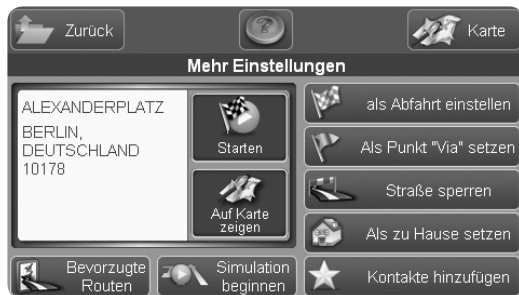 Zurück
Karte
Mehr Einstellungen
ALEXANDERPLATZ
BERLIN,
DEUTSCHLAND
10178
Starten
Auf Karte
zeigen
als Abfahrt einstellen
Als Punkt "Via" setzen
Straße sperren
Als zu Hause setzen
Kontakte hinzufügen
Bevorzugte
Routen
Simulation
beginnen